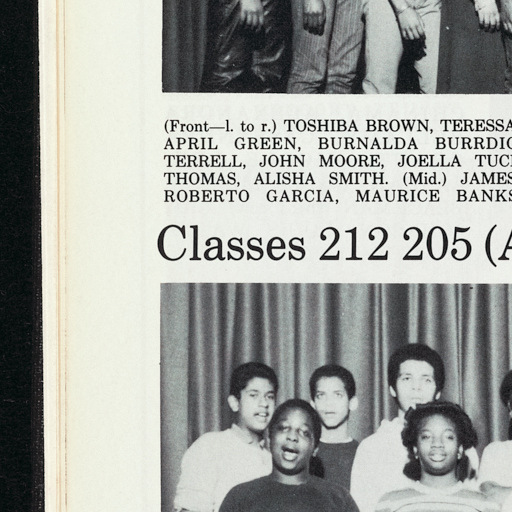 (Front—l. to r.) TOSHIBA BROWN, TERESSA
APRIL GREEN, BURNALDA BURRDIC
TERRELL, JOHN MOORE, JOELLA TUC
THOMAS, ALISHA SMITH. (Mid.) JAMES
ROBERTO GARCIA, MAURICE BANKS
Classes 212 205 (A